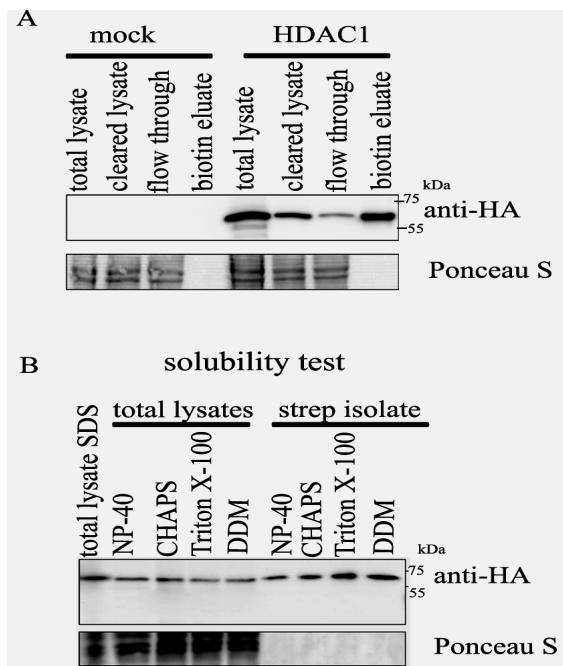 A
mock HDAC1
total lysate
cleared lysate
flow through
biotin eluate
total lysate
cleared lysate
flow through
biotin eluate
kDa
75
anti-HA
55
Ponceau S
B
solubility test
total lysates strep isolate
total lysate SDS
NP-40
CHAPS
Triton X-100
DDM
NP-40
CHAPS
Triton X-100
DDM
kDa
75
anti-HA
55
Ponceau S